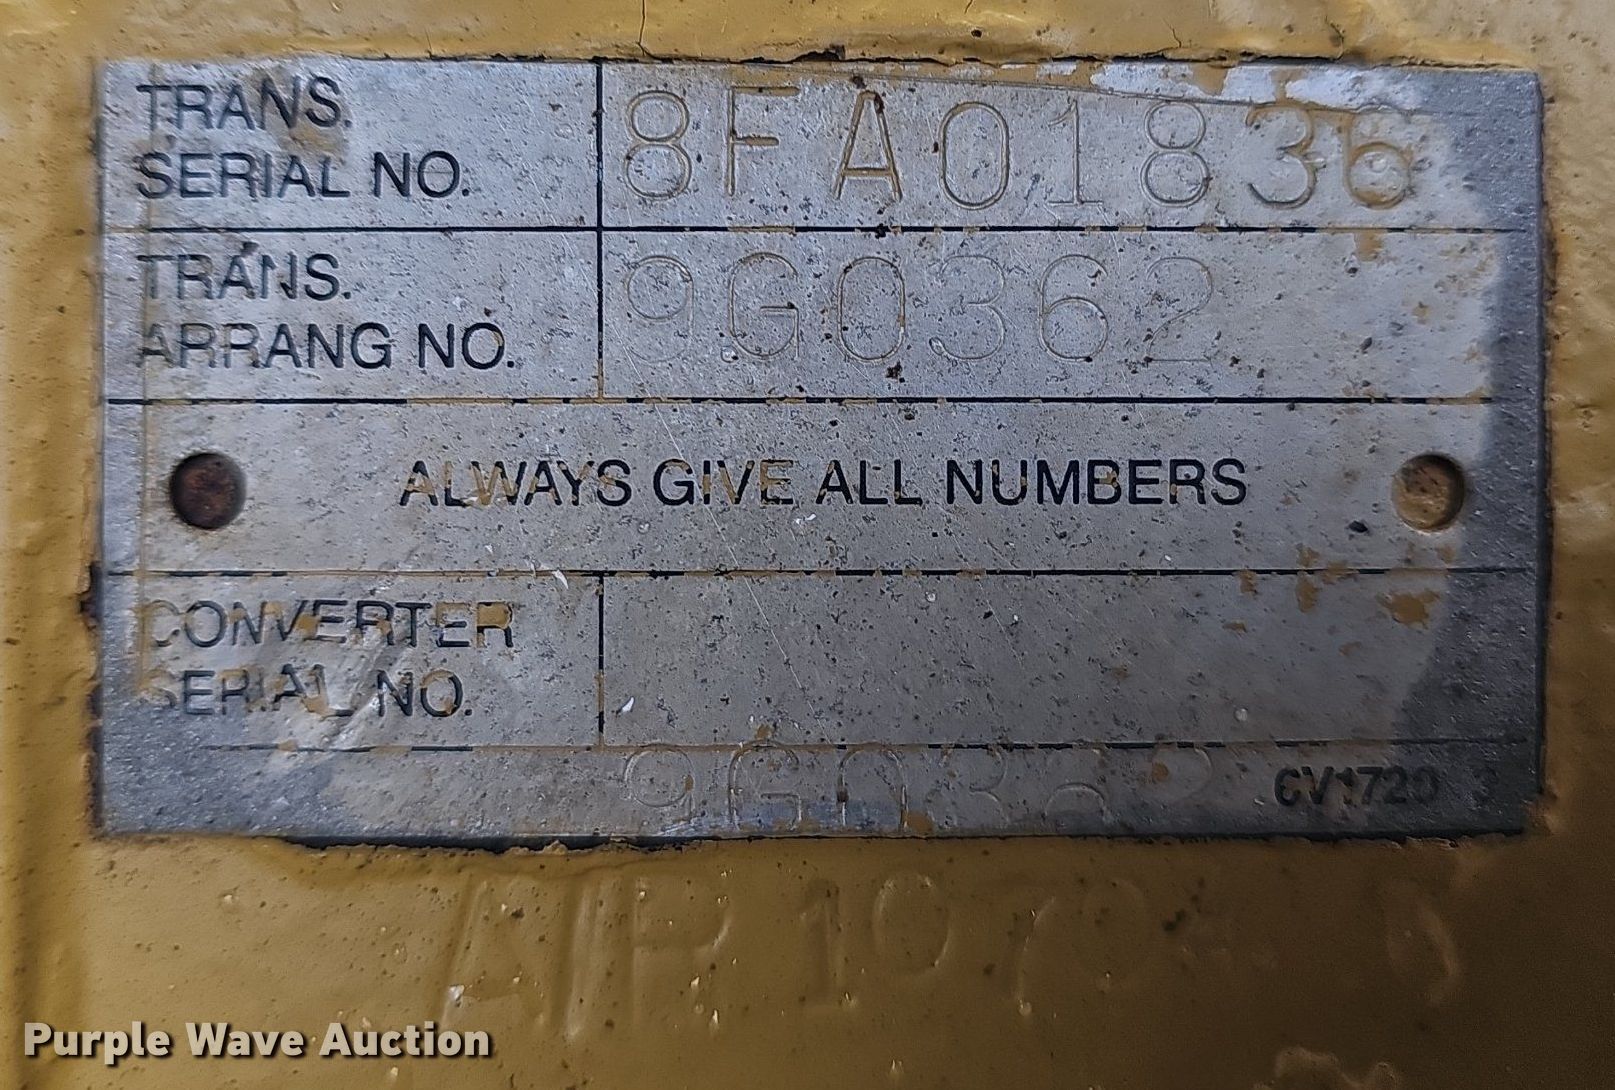 TRANS.
SERIAL NO.
8FA01836
TRANS.
ARRANG NO.
9G0362
ALWAYS GIVE ALL NUMBERS
CONVERTER
SERIAL NO.
6V1720
Purple Wave Auction